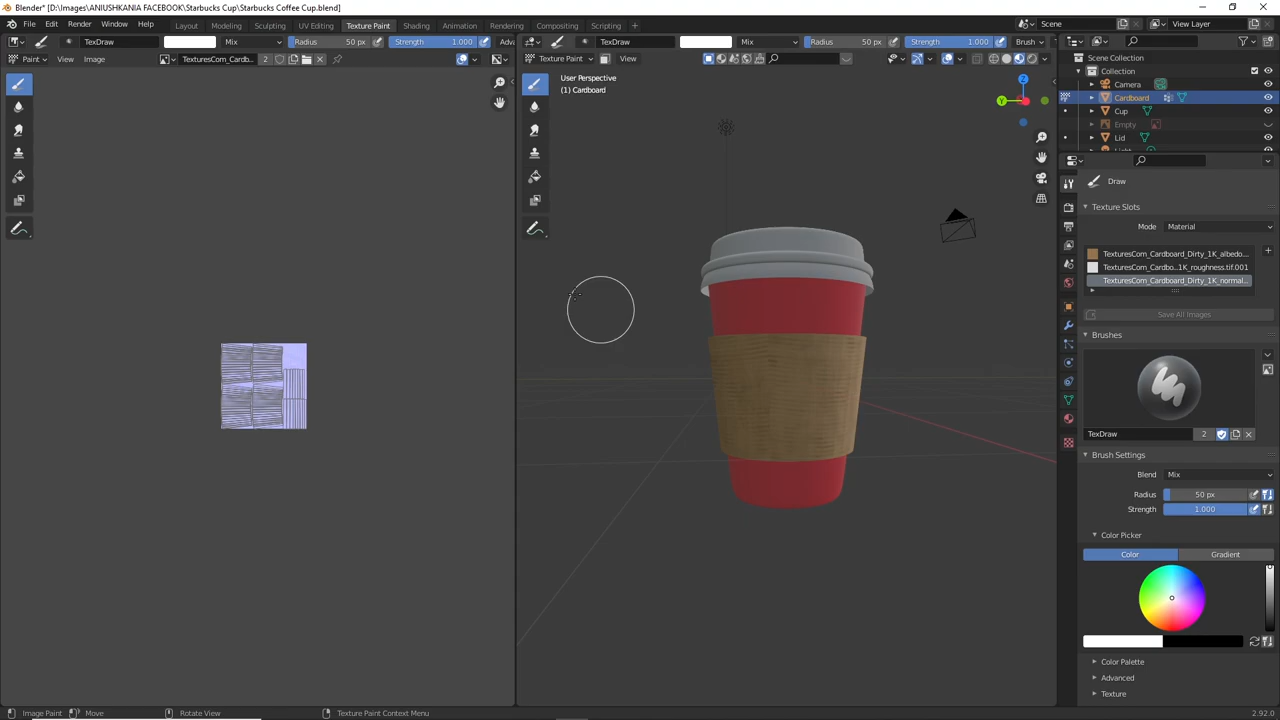 Blender* [D:\Images\ANIUSHKANIA FACEBOOK\Starbucks Cup\Starbucks Coffee Cup.blend]
File Edit Render Window Help Layout Modeling Sculpting UV Editing Texture Paint Shading Animation Rendering Compositing Scripting Scene View Layer
TexDraw Mix Radius 50 px Strength 1.000 Adv TexDraw Mix Radius 50 px Strength 1.000 Brush
Paint View Image TexturesCom_Cardb... 2 Texture Paint View Scene Collection
User Perspective
(1) Cardboard
Collection
Camera
Cardboard
Cup
Empty
Lid
Light
Draw
Texture Slots
Mode Material
TexturesCom_Cardboard_Dirty_1K_albedo...
TexturesCom_Cardbo...1K_roughness.tif.001
TexturesCom_Cardboard_Dirty_1K_normal...
Save All Images
Brushes
TexDraw 2
Brush Settings
Blend Mix
Radius 50 px
Strength 1.000
Color Picker
Color Gradient
Color Palette
Advanced
Texture
Image Paint Move Rotate View Texture Paint Context Menu 2.92.0
Y
Z